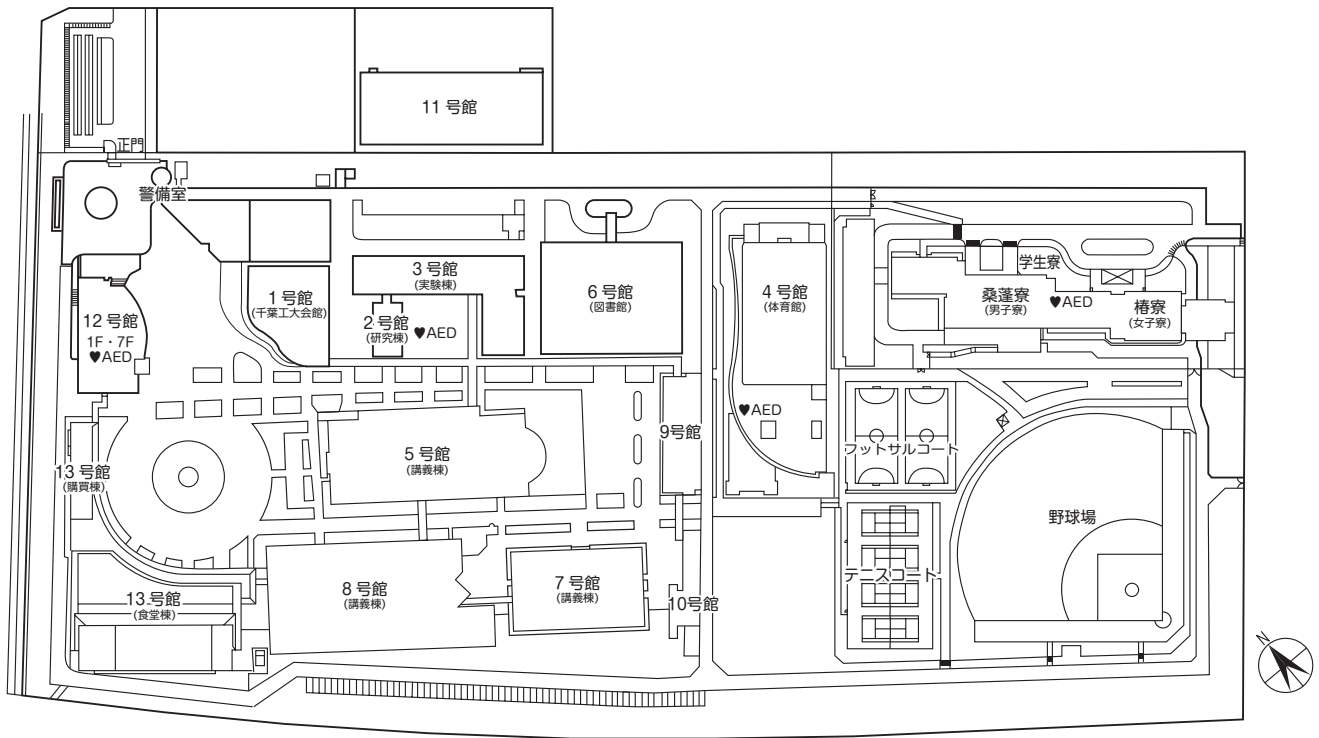 11 号館
正門
警備室
3 号館
(実験棟)
1 号館
(千葉工大会館)
2 号館
(研究棟)
♥AED
6 号館
(図書館)
4 号館
(体育館)
学生寮
桑蓬寮
(男子寮)
♥AED
椿寮
(女子寮)
12 号館
1F・7F
♥AED
♥AED
9号館
5 号館
(講義棟)
フットサルコート
13 号館
(購買棟)
野球場
8 号館
(講義棟)
7 号館
(講義棟)
テニスコート
13 号館
(食堂棟)
10号館
N